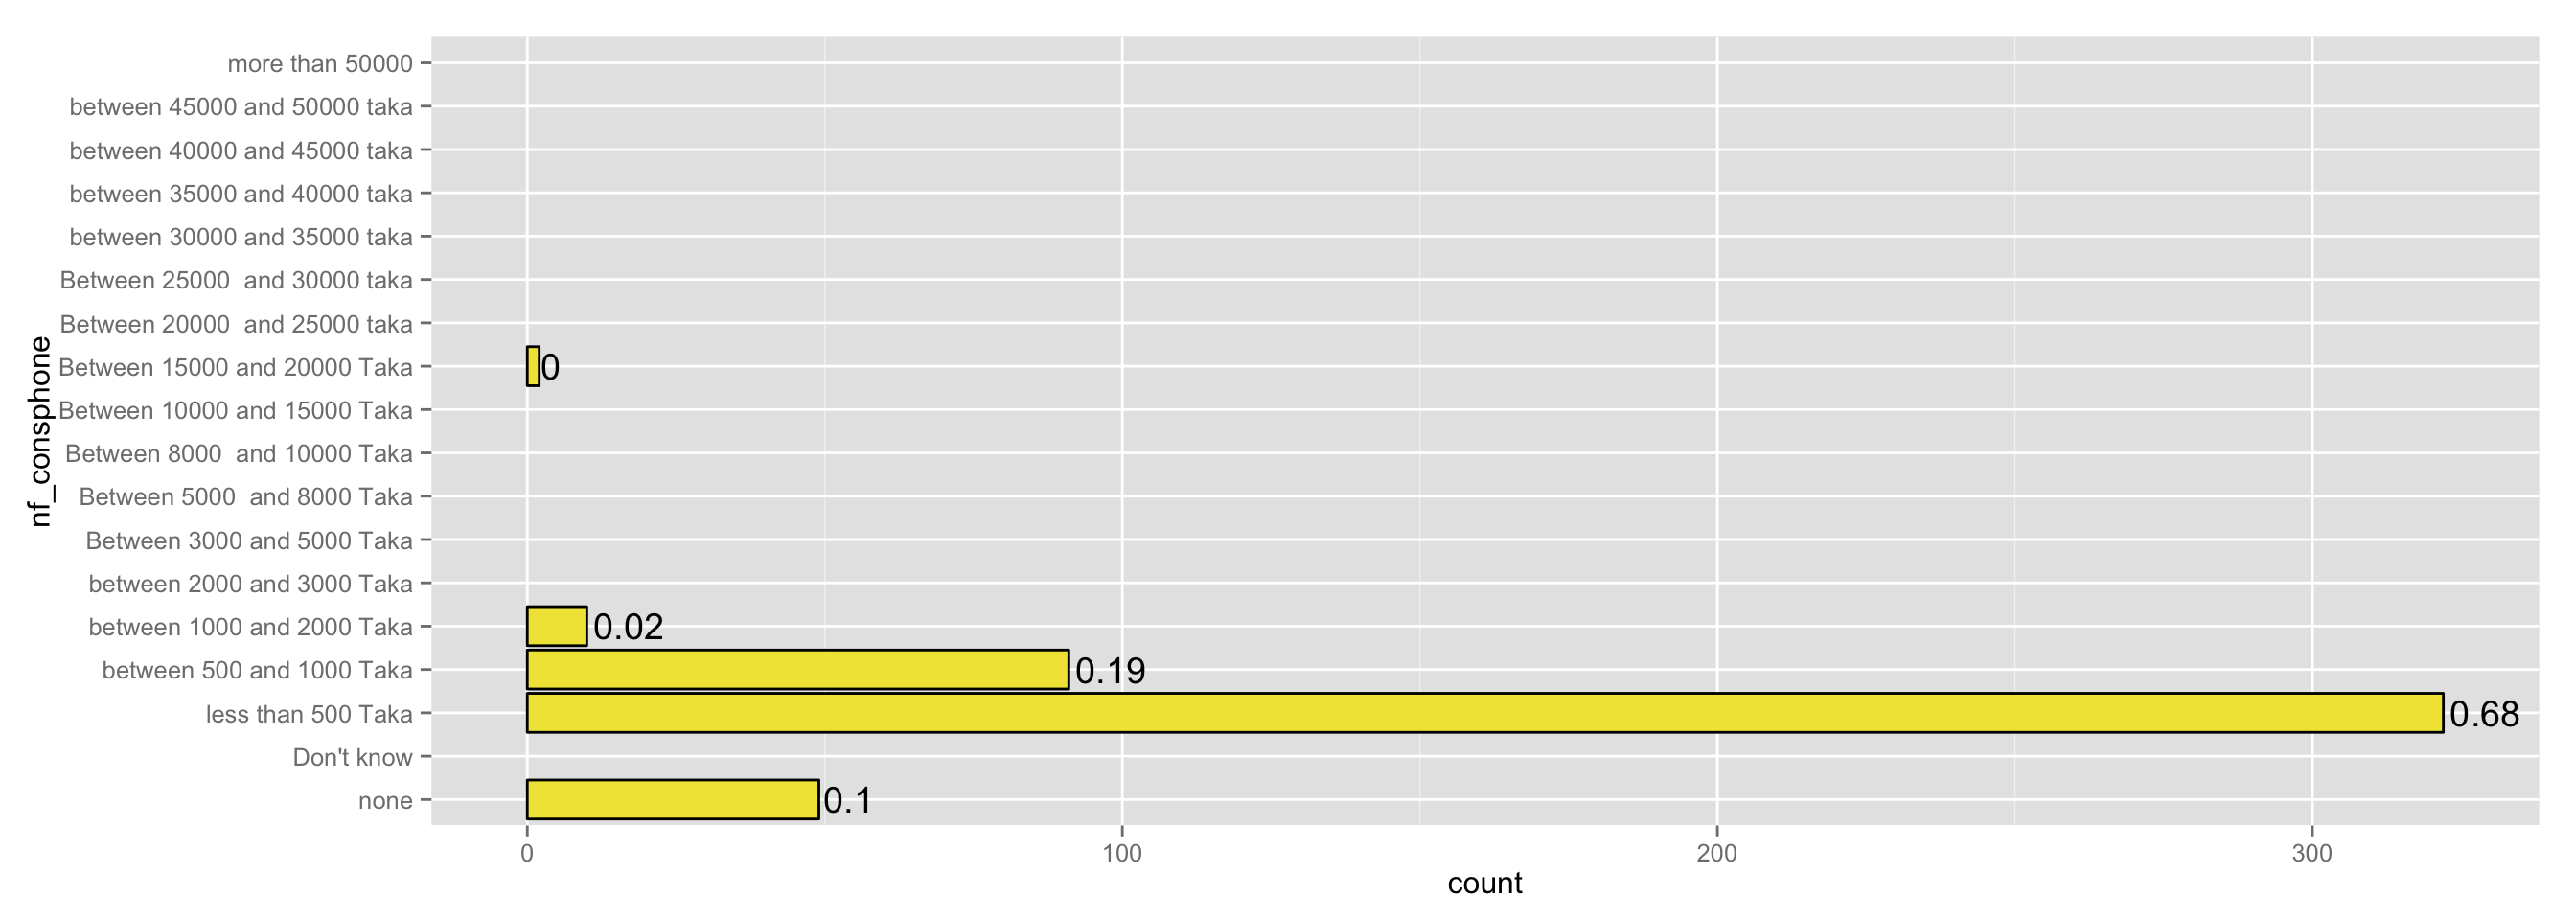 more than 50000
between 45000 and 50000 taka
between 40000 and 45000 taka
between 35000 and 40000 taka
between 30000 and 35000 taka
Between 25000  and 30000 taka
Between 20000  and 25000 taka
Between 15000 and 20000 Taka 0
Between 10000 and 15000 Taka
Between 8000  and 10000 Taka
Between 5000  and 8000 Taka
Between 3000 and 5000 Taka
between 2000 and 3000 Taka
between 1000 and 2000 Taka 0.02
between 500 and 1000 Taka 0.19
less than 500 Taka 0.68
Don't know
none 0.1
0 100 200 300
count
nf_consphone